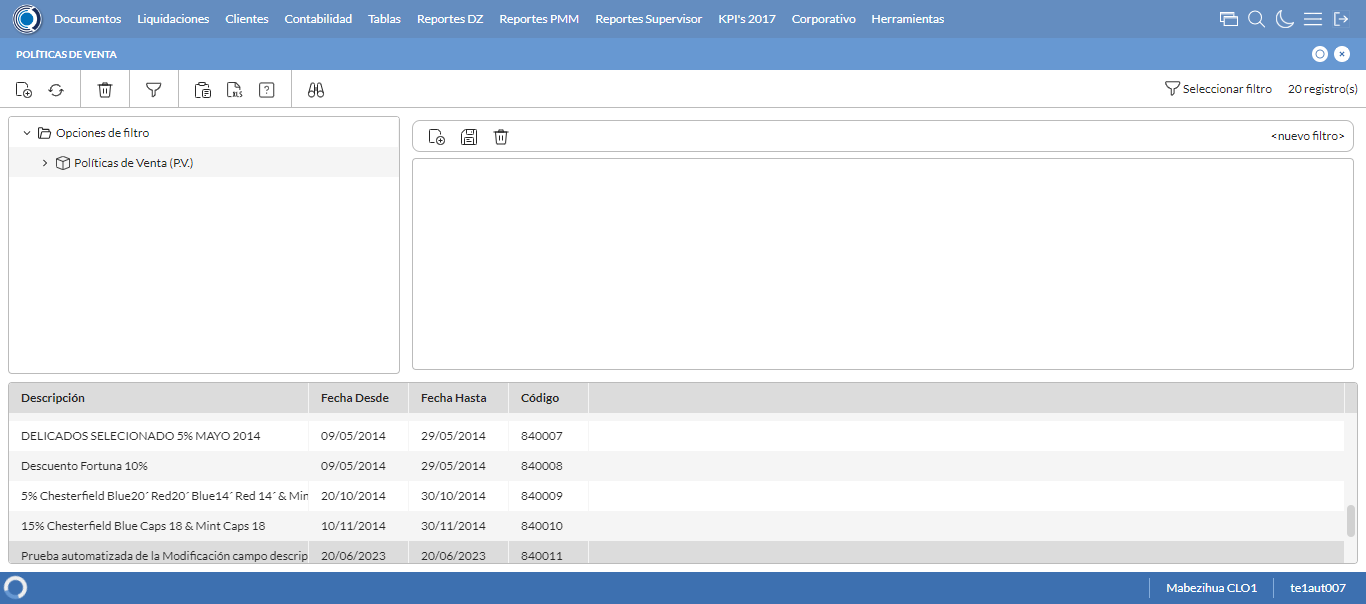 Documentos Liquidaciones Clientes Contabilidad Tablas Reportes DZ Reportes PMM Reportes Supervisor KPI's 2017 Corporativo Herramientas
POLÍTICAS DE VENTA
XLS ? Seleccionar filtro 20 registro(s)
Opciones de filtro
<nuevo filtro>
Políticas de Venta (P.V.)
Descripción Fecha Desde Fecha Hasta Código
DELICADOS SELECIONADO 5% MAYO 2014 09/05/2014 29/05/2014 840007
Descuento Fortuna 10% 09/05/2014 29/05/2014 840008
5% Chesterfield Blue20´ Red20´ Blue14´ Red 14´ & Min 20/10/2014 30/10/2014 840009
15% Chesterfield Blue Caps 18 & Mint Caps 18 10/11/2014 30/11/2014 840010
Prueba automatizada de la Modificación campo descrip 20/06/2023 20/06/2023 840011
Mabezihua CLO1 te1aut007